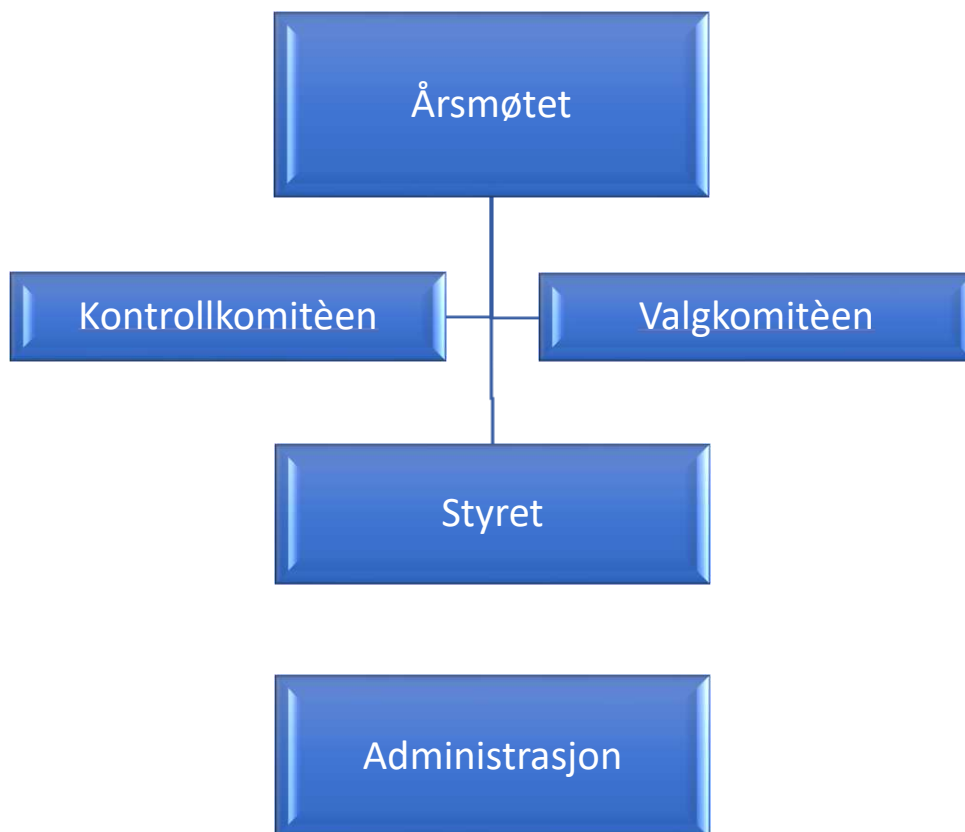 Årsmøtet
Kontrollkomitèen
Valgkomitèen
Styret
Administrasjon